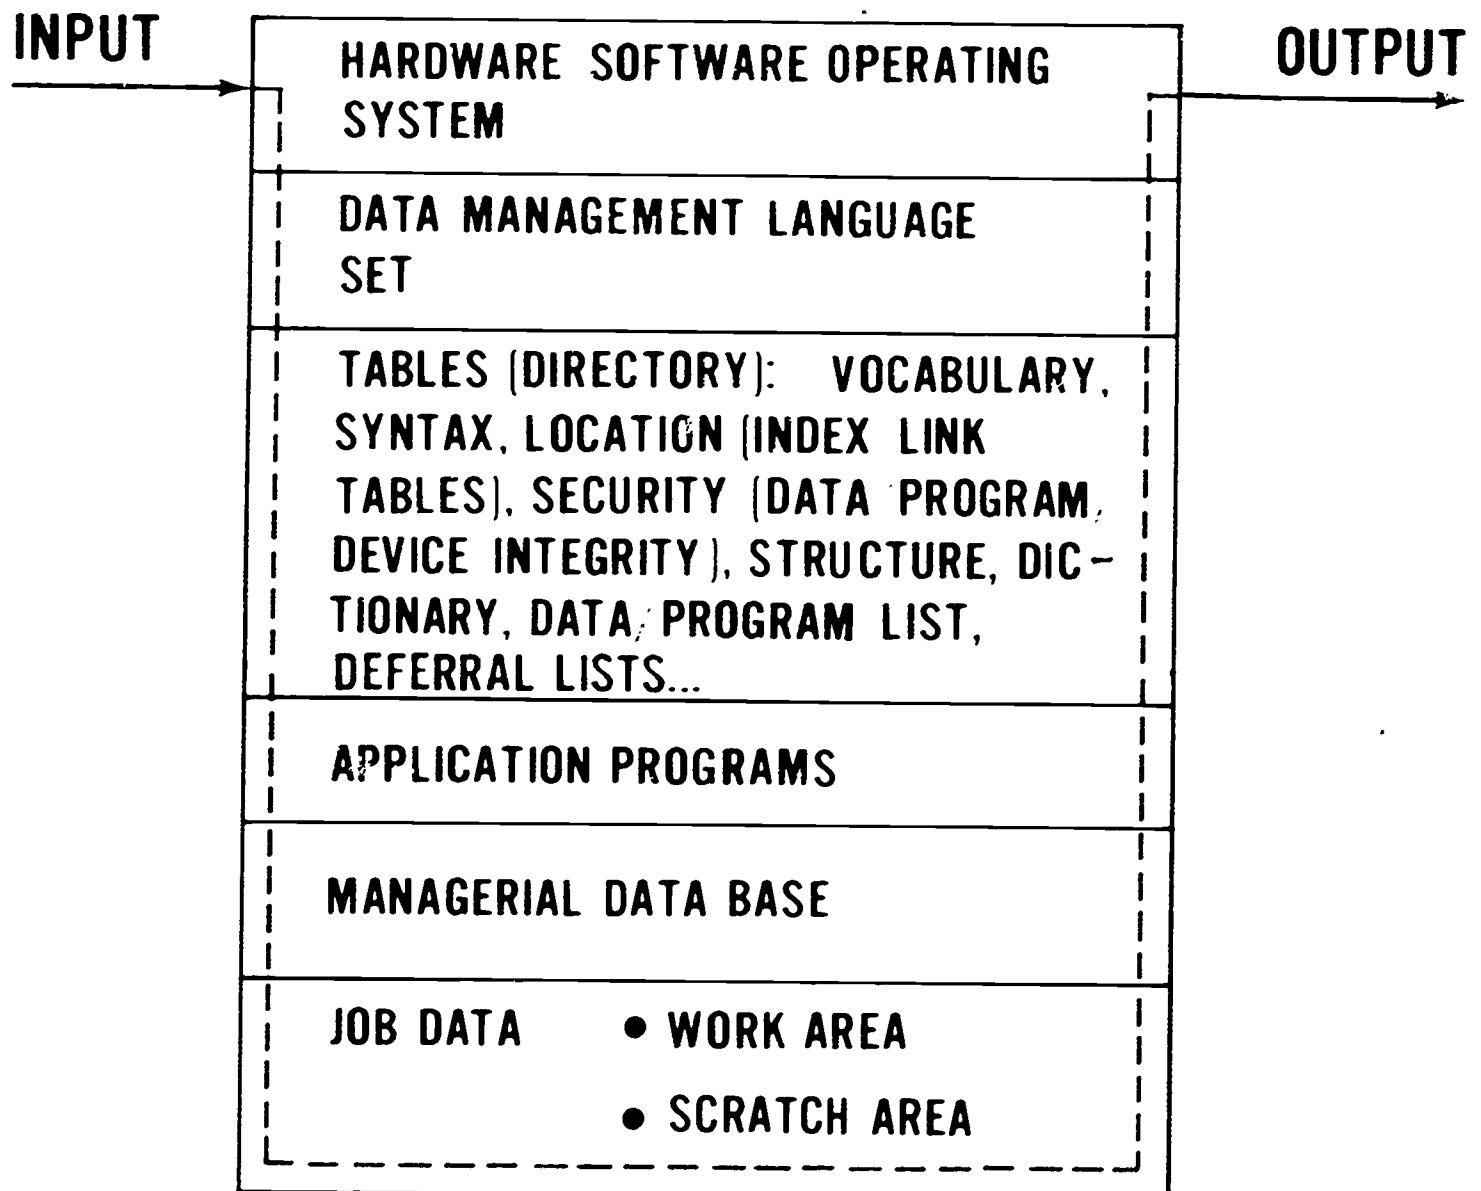 INPUT
OUTPUT
HARDWARE SOFTWARE OPERATING
SYSTEM
DATA MANAGEMENT LANGUAGE
SET
TABLES (DIRECTORY): VOCABULARY,
SYNTAX, LOCATION (INDEX LINK
TABLES), SECURITY (DATA PROGRAM,
DEVICE INTEGRITY), STRUCTURE, DIC-
TIONARY, DATA, PROGRAM LIST,
DEFERRAL LISTS...
APPLICATION PROGRAMS
MANAGERIAL DATA BASE
JOB DATA • WORK AREA
• SCRATCH AREA